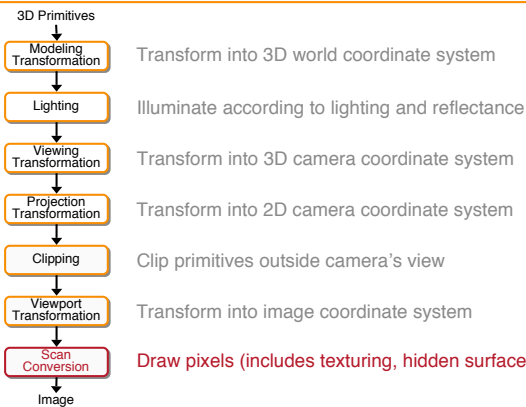 3D Primitives
Modeling
Transformation
Transform into 3D world coordinate system
Lighting
Illuminate according to lighting and reflectance
Viewing
Transformation
Transform into 3D camera coordinate system
Projection
Transformation
Transform into 2D camera coordinate system
Clipping
Clip primitives outside camera's view
Viewport
Transformation
Transform into image coordinate system
Scan
Conversion
Draw pixels (includes texturing, hidden surface
Image